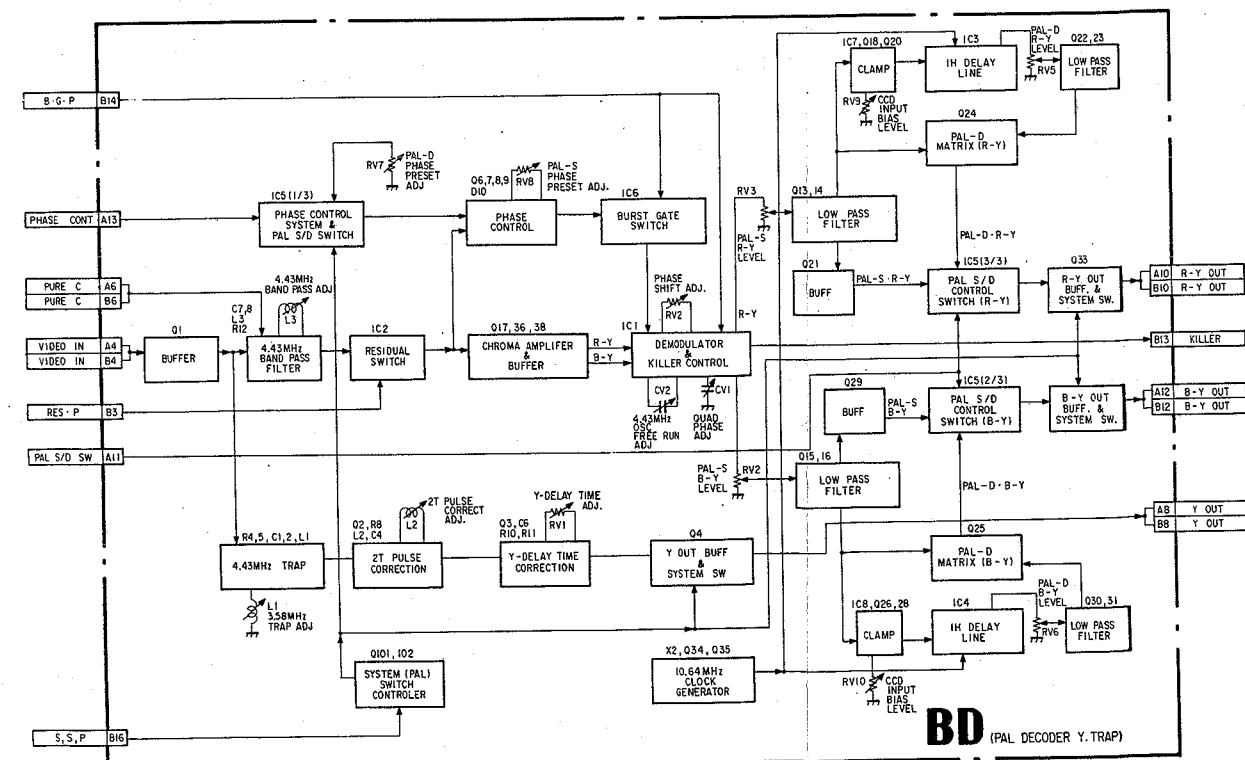 IC7, Q18, Q20
CLAMP
RV9
CCD
INPUT
BIAS
LEVEL
IC3
1H DELAY
LINE
PAL-D
R-Y
LEVEL
RV5
Q22, 23
LOW PASS
FILTER
Q24
PAL-D
MATRIX (R-Y)
B·G·P B14
RV7
PAL-D
PHASE
PRESET
ADJ
IC5 (1/3)
PHASE CONTROL
SYSTEM &
PAL S/D SWITCH
Q6,7,8,9
D10
RV8
PAL-S
PHASE
PRESET ADJ.
PHASE
CONTROL
IC6
BURST GATE
SWITCH
RV3
PAL-S
R-Y
LEVEL
Q13, 14
LOW PASS
FILTER
PHASE CONT A13
Q21
BUFF
PAL-S·R-Y
PAL-D·R-Y
IC5(3/3)
PAL S/D
CONTROL
SWITCH (R-Y)
Q33
R-Y OUT
BUFF. &
SYSTEM SW.
A10 R-Y OUT
B10 R-Y OUT
PURE C A6
PURE C B6
C7,8
L3
R12
4.43MHz
BAND PASS ADJ
L3
4.43MHz
BAND PASS
FILTER
VIDEO IN A4
VIDEO IN B4
Q1
BUFFER
IC2
RESIDUAL
SWITCH
Q17, 36, 38
CHROMA AMPLIFER
&
BUFFER
R-Y
B-Y
PHASE
SHIFT ADJ.
RV2
IC1
DEMODULATOR
&
KILLER CONTROL
R-Y
CV2
4.43MHz
OSC
FREE RUN
ADJ
CV1
QUAD
PHASE
ADJ
B13 KILLER
RES·P B3
Q29
BUFF
PAL-S
B-Y
IC5(2/3)
PAL S/D
CONTROL
SWITCH (B-Y)
B-Y OUT
BUFF. &
SYSTEM SW.
A12 B-Y OUT
B12 B-Y OUT
PAL S/D SW A11
PAL-S
B-Y
LEVEL
RV2
Q15, 16
LOW PASS
FILTER
PAL-D·B-Y
A8 Y OUT
B8 Y OUT
R4,5, C1,2, L1
4.43MHz TRAP
L1
3.58MHz
TRAP ADJ
Q2, R8
L2, C4
2T PULSE
CORRECT
ADJ.
L2
2T PULSE
CORRECTION
Q3, C6
R10, R11
Y-DELAY TIME
ADJ.
RV1
Y-DELAY TIME
CORRECTION
Q4
Y OUT BUFF
&
SYSTEM SW
Q25
PAL-D
MATRIX (B-Y)
IC8, Q26, 28
CLAMP
RV10
CCD
INPUT
BIAS
LEVEL
IC4
1H DELAY
LINE
PAL-D
B-Y
LEVEL
RV6
Q30, 31
LOW PASS
FILTER
Q101, 102
SYSTEM (PAL)
SWITCH
CONTROLER
X2, Q34, Q35
10.64MHz
CLOCK
GENERATOR
S,S,P B16
BD (PAL DECODER Y. TRAP)